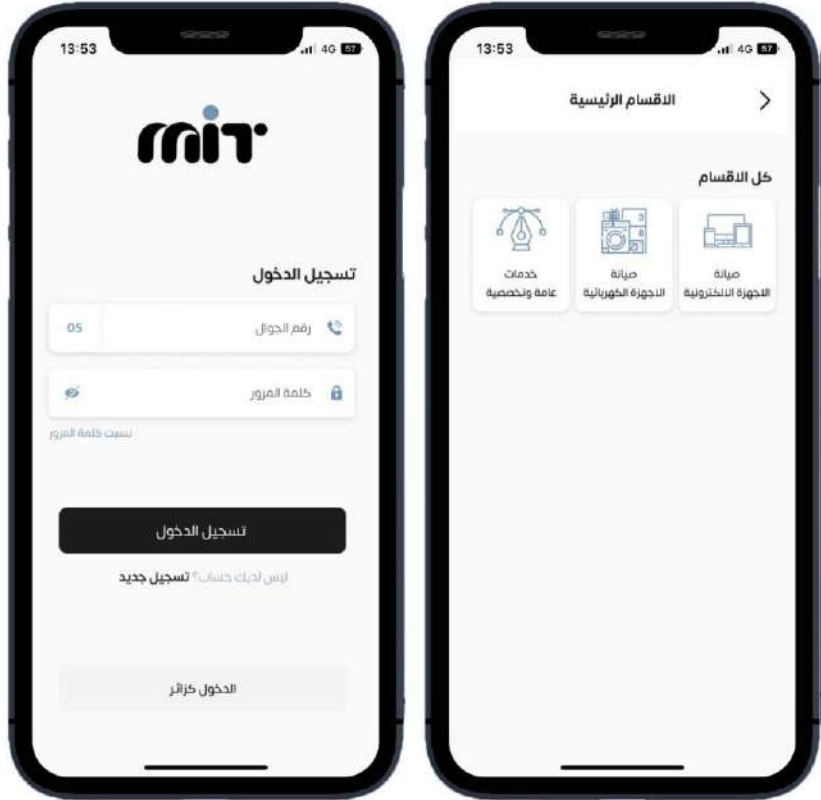 13:53
4G 57
mit
تسجيل الدخول
رقم الجوال
05
كلمة المرور
نسيت كلمة المرور
تسجيل الدخول
ليس لديك حساب؟ تسجيل جديد
الدخول كزائر
13:53
4G 57
الاقسام الرئيسية
كل الاقسام
صيانة
الاجهزة الالكترونية
صيانة
الاجهزة الكهربائية
خدمات
عامة وتخصصية